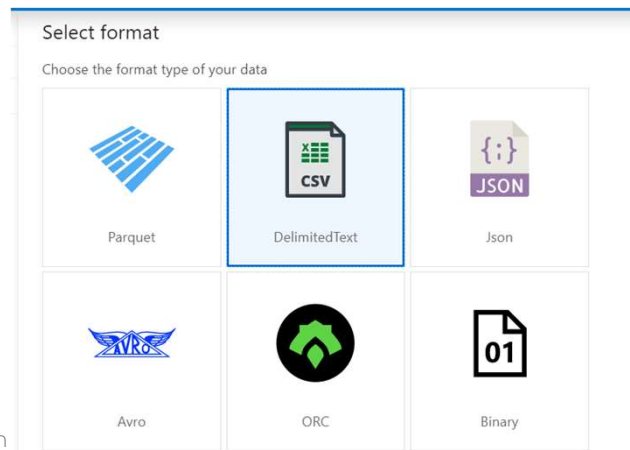 Select format
Choose the format type of your data
CSV
{;}
JSON
Parquet
DelimitedText
Json
AVRO
01
Avro
ORC
Binary